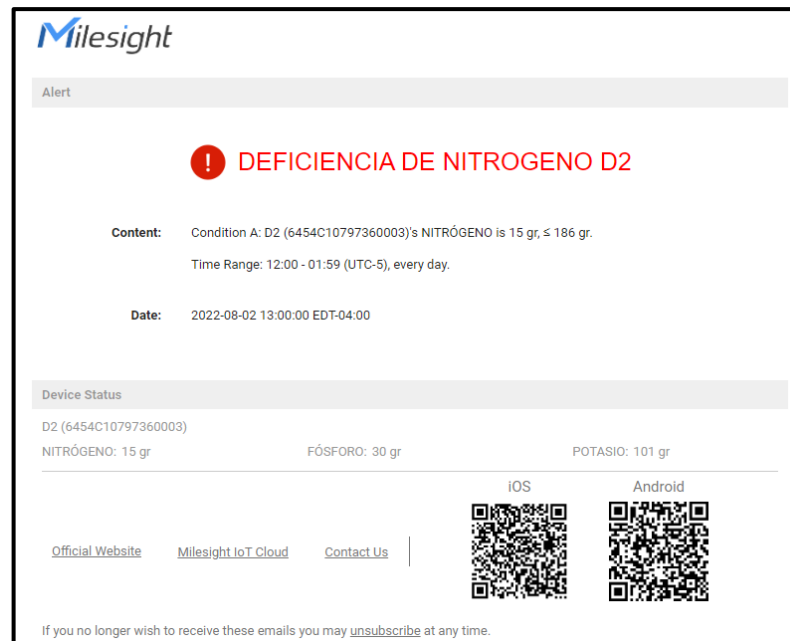 Milesight
Alert
DEFICIENCIA DE NITROGENO D2
Content: Condition A: D2 (6454C10797360003)'s NITRÓGENO is 15 gr, ≤ 186 gr.
Time Range: 12:00 - 01:59 (UTC-5), every day.
Date: 2022-08-02 13:00:00 EDT-04:00
Device Status
D2 (6454C10797360003)
NITRÓGENO: 15 gr FÓSFORO: 30 gr POTASIO: 101 gr
iOS Android
Official Website Milesight IoT Cloud Contact Us
If you no longer wish to receive these emails you may unsubscribe at any time.